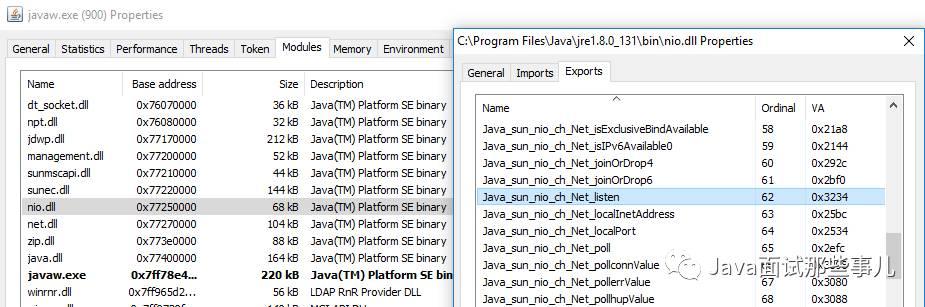 javaw.exe (900) Properties
General Statistics Performance Threads Token Modules Memory Environment
Name Base address Size Description
dt_socket.dll 0x76070000 36 kB Java(TM) Platform SE binary
npt.dll 0x76080000 32 kB Java(TM) Platform SE binary
jdwp.dll 0x77170000 212 kB Java(TM) Platform SE binary
management.dll 0x77200000 52 kB Java(TM) Platform SE binary
sunmscapi.dll 0x77210000 44 kB Java(TM) Platform SE binary
sunec.dll 0x77220000 144 kB Java(TM) Platform SE binary
nio.dll 0x77250000 68 kB Java(TM) Platform SE binary
net.dll 0x77270000 104 kB Java(TM) Platform SE binary
zip.dll 0x773e0000 88 kB Java(TM) Platform SE binary
java.dll 0x77400000 164 kB Java(TM) Platform SE binary
javaw.exe 0x7ff78e4... 220 kB Java(TM) Platform SE bi
winrnr.dll 0x7ff965d2... LDAP RnR Provider DLL
C:\Program Files\Java\jre1.8.0_131\bin\nio.dll Properties
General Imports Exports
Name Ordinal VA
Java_sun_nio_ch_Net_isExclusiveBindAvailable 58 0x21a8
Java_sun_nio_ch_Net_isIPv6Available0 59 0x2144
Java_sun_nio_ch_Net_joinOrDrop4 60 0x292c
Java_sun_nio_ch_Net_joinOrDrop6 61 0x2bf0
Java_sun_nio_ch_Net_listen 62 0x3234
Java_sun_nio_ch_Net_localInetAddress 63 0x25bc
Java_sun_nio_ch_Net_localPort 64 0x2534
Java_sun_nio_ch_Net_poll 65 0x2efc
Java_sun_nio_ch_Net_pollconnValue
Java_sun_nio_ch_Net_pollerrValue 0x3080
Java_sun_nio_ch_Net_pollhupValue 68 0x3088
Java面试那些事儿